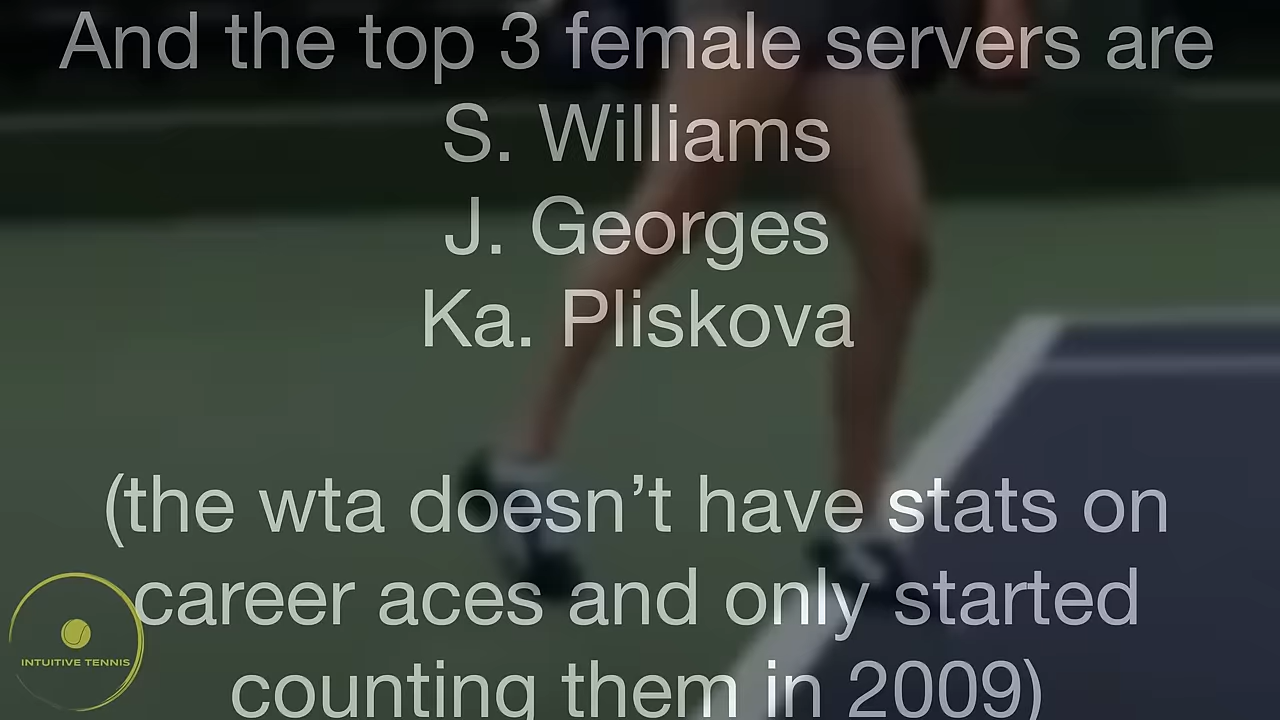 And the top 3 female servers are
S. Williams
J. Georges
Ka. Pliskova
(the wta doesn’t have stats on
career aces and only started
counting them in 2009)
INTUITIVE TENNIS